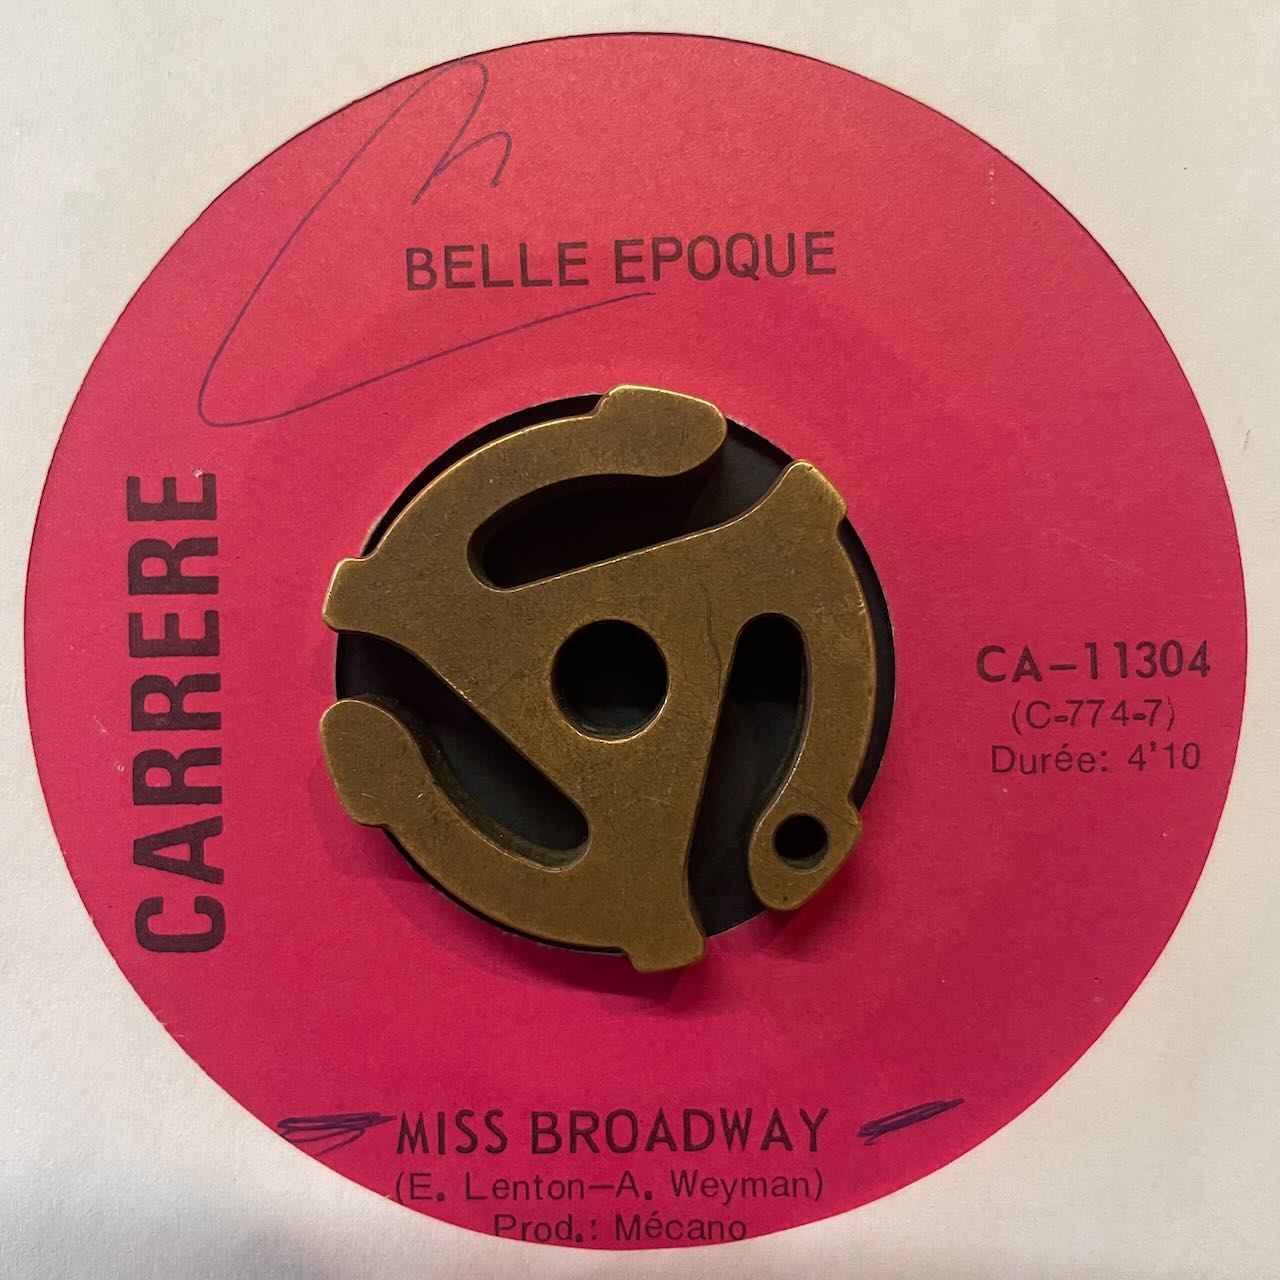 BELLE EPOQUE
CARRERE
CA-11304
(C-774-7)
Durée: 4'10
MISS BROADWAY
(E. Lenton-A. Weyman)
Prod.: Mécano